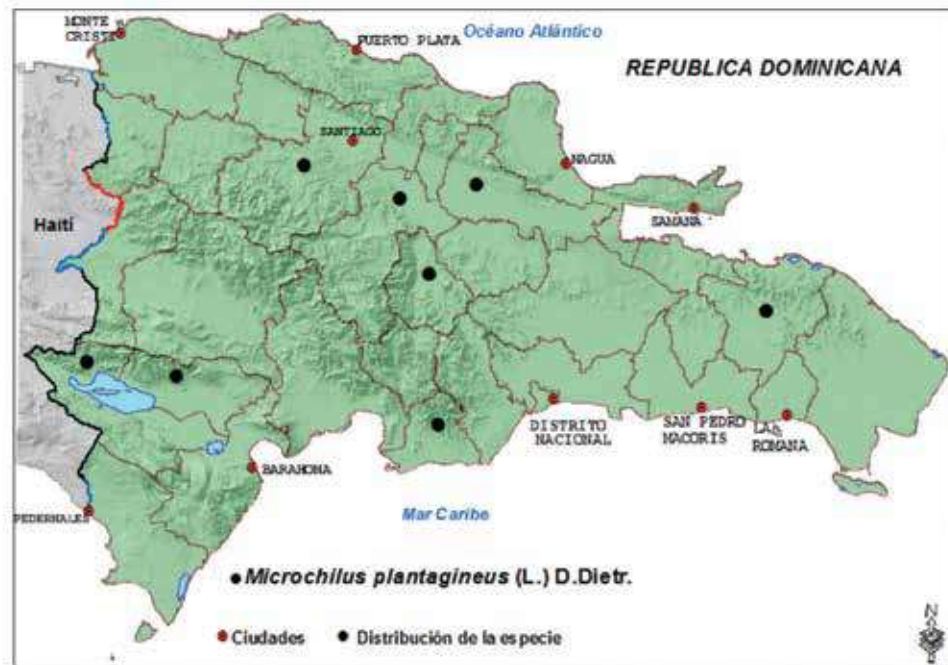 MONTE
CRISTI
PUERTO PLATA
Océano Atlántico
REPUBLICA DOMINICANA
SANTIAGO
NAGUA
SAMANA
Haití
DISTRITO
NACIONAL
SAN PEDRO
MACORIS
LA
ROMANA
BARAHONA
PEDERNALES
Mar Caribe
Microchilus plantagineus (L.) D.Dietr.
Ciudades
Distribución de la especie
N